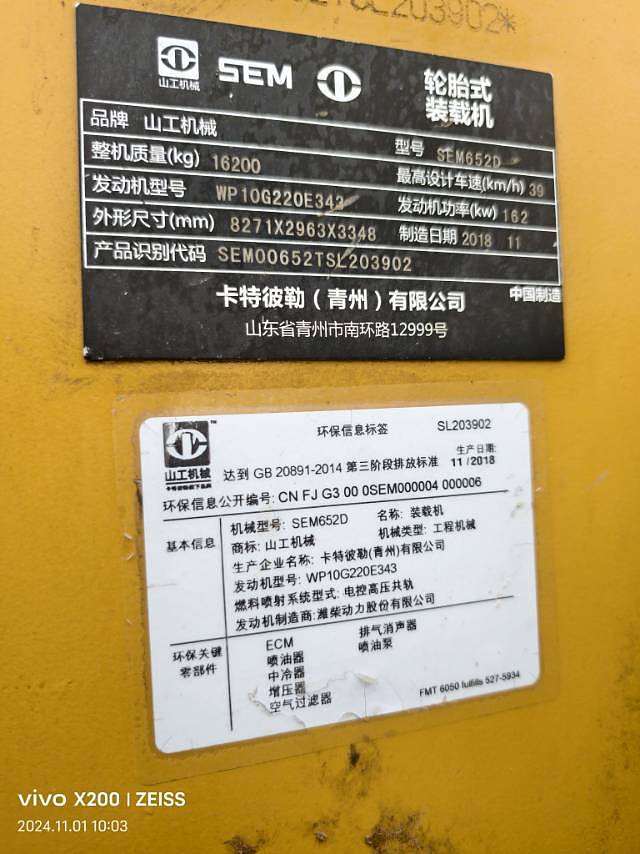 203902*
山工机械 SEM 轮胎式
装载机
品牌 山工机械 型号 SEM652D
整机质量(kg) 16200 最高设计车速(km/h) 39
发动机型号 WP10G220E343 发动机功率(kw) 162
外形尺寸(mm) 8271X2963X3348 制造日期 2018 11
产品识别代码 SEM00652TSL203902
卡特彼勒(青州)有限公司 中国制造
山东省青州市南环路12999号
环保信息标签 SL203902
山工机械 达到 GB 20891-2014 第三阶段排放标准 生产日期:
11/2018
环保信息公开编号: CN FJ G3 00 0SEM000004 000006
基本信息
机械型号: SEM652D 名称: 装载机
商标: 山工机械 机械类型: 工程机械
生产企业名称: 卡特彼勒(青州)有限公司
发动机型号: WP10G220E343
燃料喷射系统型式: 电控高压共轨
发动机制造商: 潍柴动力股份有限公司
环保关键
零部件
ECM 排气消声器
喷油器 喷油泵
中冷器
增压器
空气过滤器
FMT 6050 fulfills 527-5934
vivo X200 | ZEISS
2024.11.01 10:03